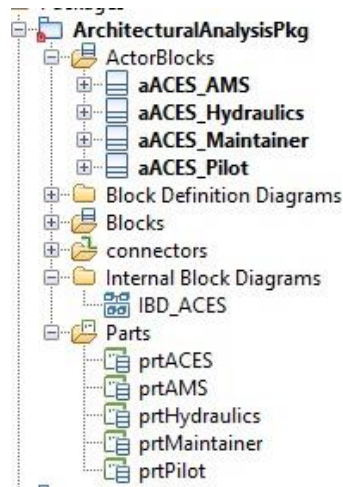 ArchitecturalAnalysisPkg
ActorBlocks
aACES_AMS
aACES_Hydraulics
aACES_Maintainer
aACES_Pilot
Block Definition Diagrams
Blocks
connectors
Internal Block Diagrams
IBD_ACES
Parts
prtACES
prtAMS
prtHydraulics
prtMaintainer
prtPilot